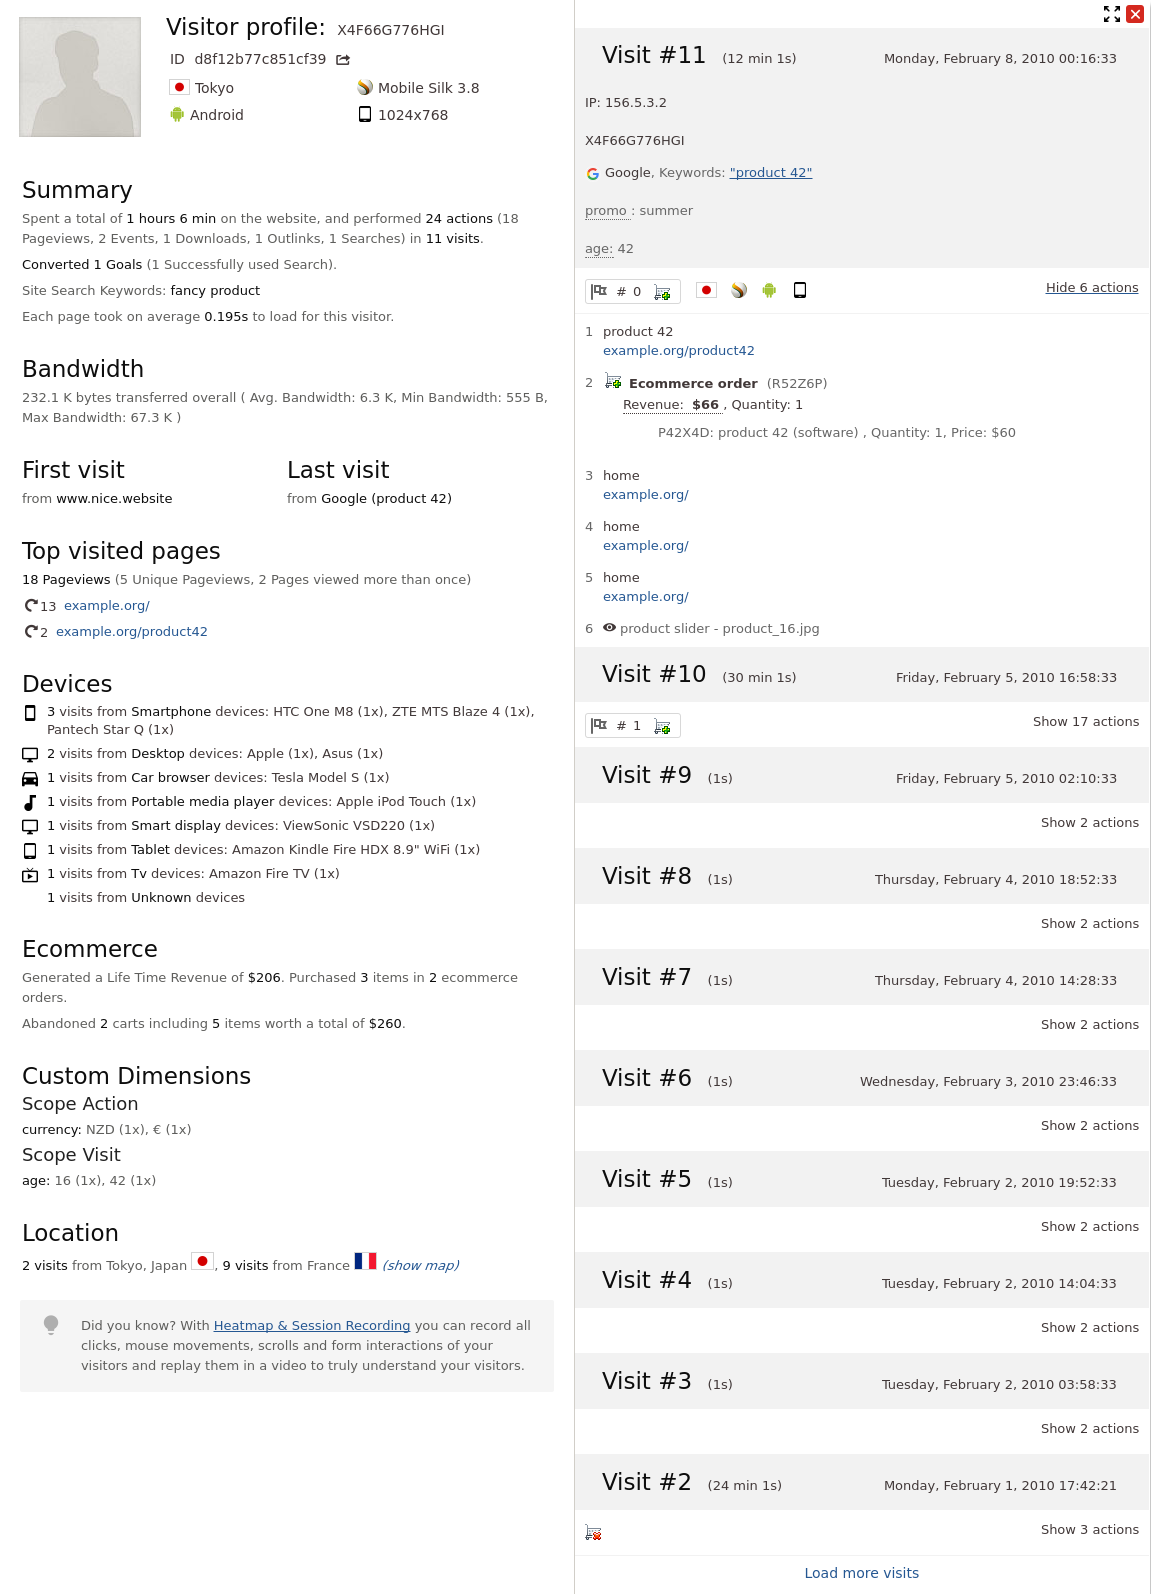 Visitor profile: X4F66G776HGI
ID d8f12b77c851cf39
Tokyo
Mobile Silk 3.8
Android
1024x768
Summary
Spent a total of 1 hours 6 min on the website, and performed 24 actions (18
Pageviews, 2 Events, 1 Downloads, 1 Outlinks, 1 Searches) in 11 visits.
Converted 1 Goals (1 Successfully used Search).
Site Search Keywords: fancy product
Each page took on average 0.195s to load for this visitor.
Bandwidth
232.1 K bytes transferred overall ( Avg. Bandwidth: 6.3 K, Min Bandwidth: 555 B,
Max Bandwidth: 67.3 K )
First visit
from www.nice.website
Last visit
from Google (product 42)
Top visited pages
18 Pageviews (5 Unique Pageviews, 2 Pages viewed more than once)
13 example.org/
2 example.org/product42
Devices
3 visits from Smartphone devices: HTC One M8 (1x), ZTE MTS Blaze 4 (1x),
Pantech Star Q (1x)
2 visits from Desktop devices: Apple (1x), Asus (1x)
1 visits from Car browser devices: Tesla Model S (1x)
1 visits from Portable media player devices: Apple iPod Touch (1x)
1 visits from Smart display devices: ViewSonic VSD220 (1x)
1 visits from Tablet devices: Amazon Kindle Fire HDX 8.9" WiFi (1x)
1 visits from Tv devices: Amazon Fire TV (1x)
1 visits from Unknown devices
Ecommerce
Generated a Life Time Revenue of $206. Purchased 3 items in 2 ecommerce
orders.
Abandoned 2 carts including 5 items worth a total of $260.
Custom Dimensions
Scope Action
currency: NZD (1x), € (1x)
Scope Visit
age: 16 (1x), 42 (1x)
Location
2 visits from Tokyo, Japan , 9 visits from France (show map)
Did you know? With Heatmap & Session Recording you can record all
clicks, mouse movements, scrolls and form interactions of your
visitors and replay them in a video to truly understand your visitors.
Visit #11 (12 min 1s) Monday, February 8, 2010 00:16:33
IP: 156.5.3.2
X4F66G776HGI
Google, Keywords: "product 42"
promo : summer
age: 42
# 0
Hide 6 actions
1 product 42
example.org/product42
2 Ecommerce order (R52Z6P)
Revenue: $66 , Quantity: 1
P42X4D: product 42 (software) , Quantity: 1, Price: $60
3 home
example.org/
4 home
example.org/
5 home
example.org/
6 product slider - product_16.jpg
Visit #10 (30 min 1s) Friday, February 5, 2010 16:58:33
# 1
Show 17 actions
Visit #9 (1s) Friday, February 5, 2010 02:10:33
Show 2 actions
Visit #8 (1s) Thursday, February 4, 2010 18:52:33
Show 2 actions
Visit #7 (1s) Thursday, February 4, 2010 14:28:33
Show 2 actions
Visit #6 (1s) Wednesday, February 3, 2010 23:46:33
Show 2 actions
Visit #5 (1s) Tuesday, February 2, 2010 19:52:33
Show 2 actions
Visit #4 (1s) Tuesday, February 2, 2010 14:04:33
Show 2 actions
Visit #3 (1s) Tuesday, February 2, 2010 03:58:33
Show 2 actions
Visit #2 (24 min 1s) Monday, February 1, 2010 17:42:21
Show 3 actions
Load more visits